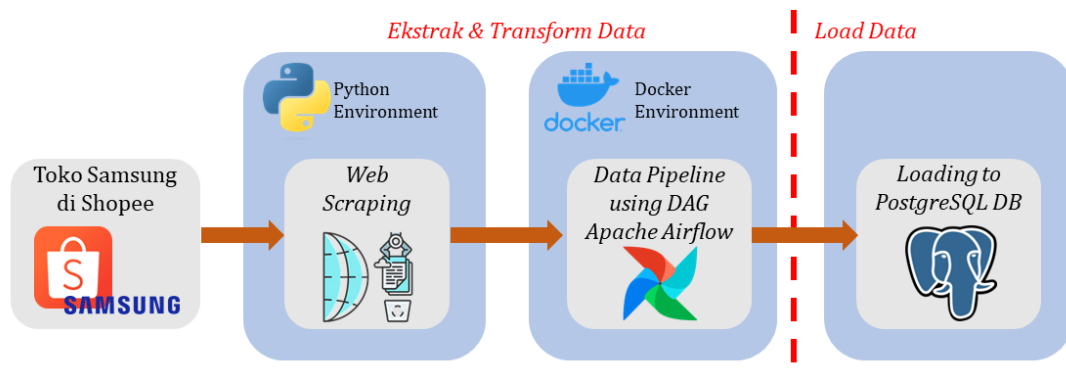 Ekstrak & Transform Data
Load Data
Python
Environment
docker
Docker
Environment
Toko Samsung
di Shopee
S
SAMSUNG
Web
Scraping
Data Pipeline
using DAG
Apache Airflow
Loading to
PostgreSQL DB